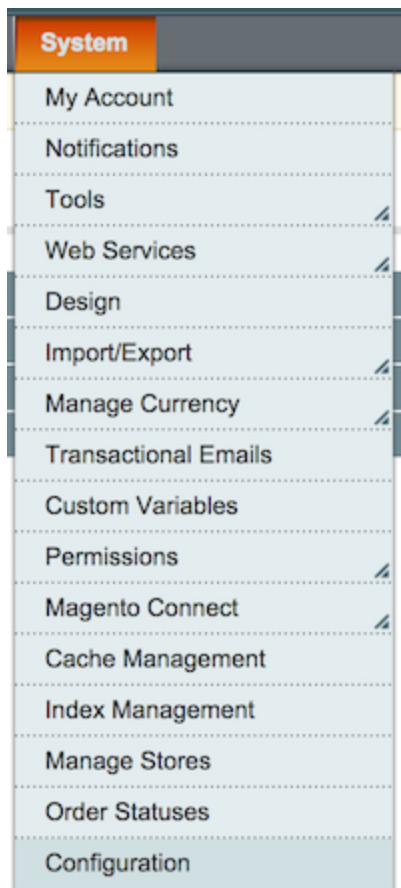 System
My Account
Notifications
Tools
Web Services
Design
Import/Export
Manage Currency
Transactional Emails
Custom Variables
Permissions
Magento Connect
Cache Management
Index Management
Manage Stores
Order Statuses
Configuration